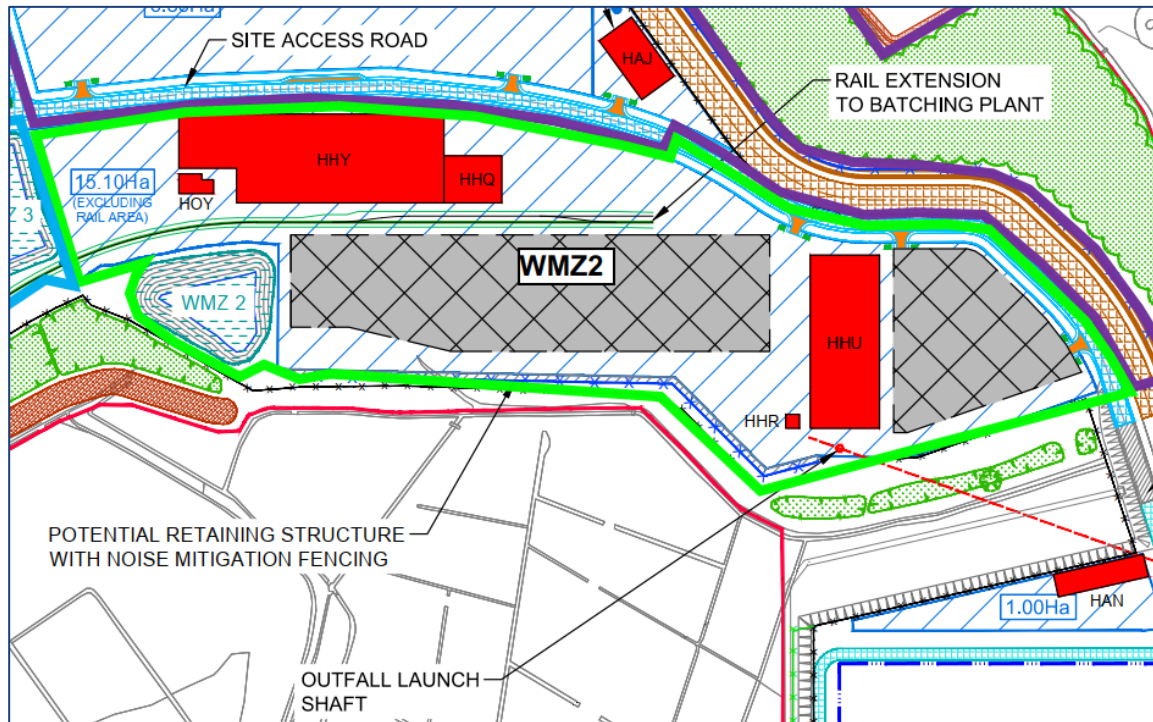 SITE ACCESS ROAD
HAJ
RAIL EXTENSION
TO BATCHING PLANT
HHY
HHQ
15.10Ha
(EXCLUDING
RAIL AREA)
HOY
Z 3
WMZ2
WMZ 2
HHU
HHR
POTENTIAL RETAINING STRUCTURE
WITH NOISE MITIGATION FENCING
HAN
1.00Ha
OUTFALL LAUNCH
SHAFT